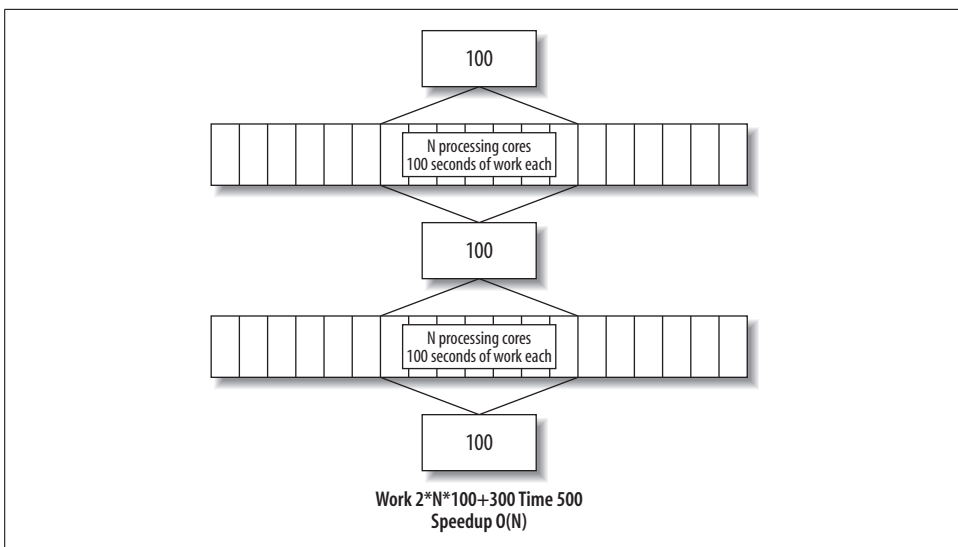 100
N processing cores
100 seconds of work each
100
N processing cores
100 seconds of work each
100
Work 2*N*100+300 Time 500
Speedup O(N)